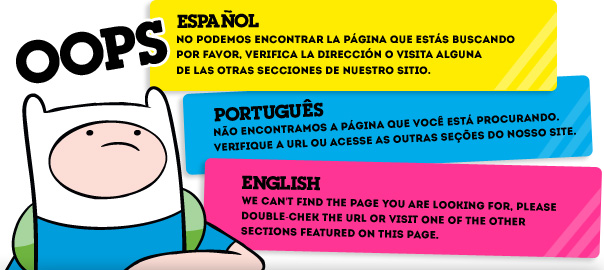 OOPS
ESPAÑOL
NO PODEMOS ENCONTRAR LA PÁGINA QUE ESTÁS BUSCANDO
POR FAVOR, VERIFICA LA DIRECCIÓN O VISITA ALGUNA
DE LAS OTRAS SECCIONES DE NUESTRO SITIO.
PORTUGUÊS
NÃO ENCONTRAMOS A PÁGINA QUE VOCÊ ESTÁ PROCURANDO.
VERIFIQUE A URL OU ACESSE AS OUTRAS SEÇÕES DO NOSSO SITE.
ENGLISH
WE CAN'T FIND THE PAGE YOU ARE LOOKING FOR, PLEASE
DOUBLE-CHEK THE URL OR VISIT ONE OF THE OTHER
SECTIONS FEATURED ON THIS PAGE.